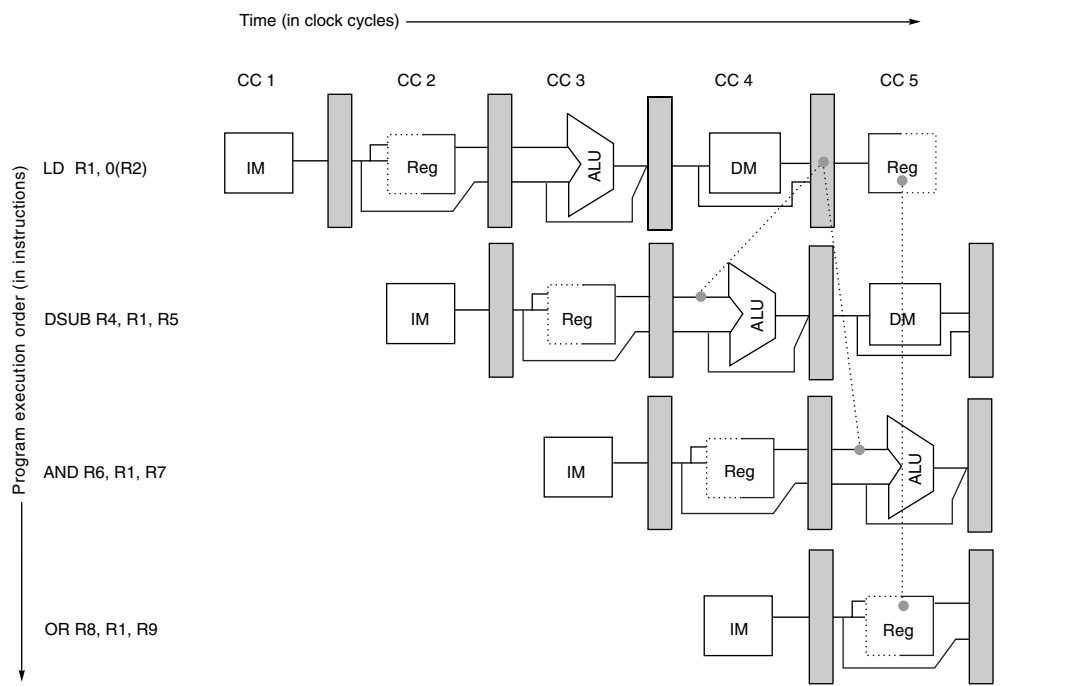 Time (in clock cycles)
CC 1 CC 2 CC 3 CC 4 CC 5
LD R1, 0(R2) IM Reg ALU DM Reg
DSUB R4, R1, R5 IM Reg ALU DM
AND R6, R1, R7 IM Reg ALU
OR R8, R1, R9 IM Reg
Program execution order (in instructions)